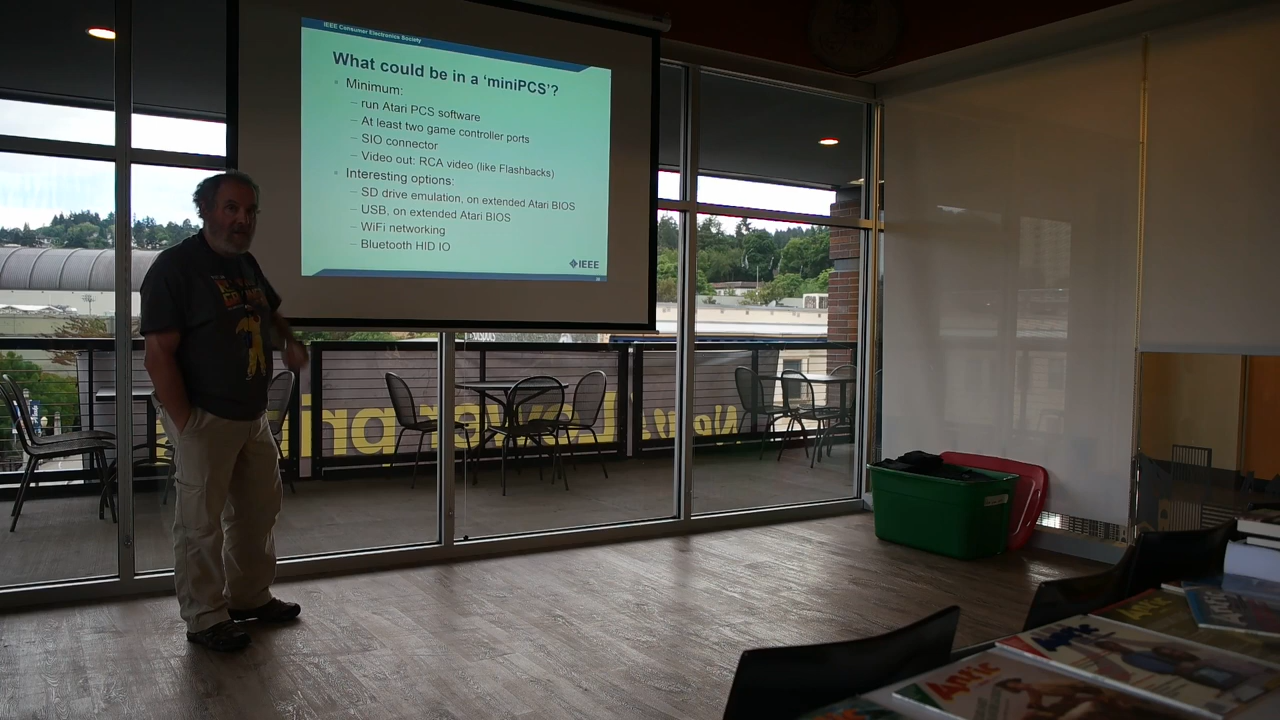 IEEE Consumer Electronics Society
What could be in a ‘miniPCS’?
• Minimum:
– run Atari PCS software
– At least two game controller ports
– SIO connector
– Video out: RCA video (like Flashbacks)
• Interesting options:
– SD drive emulation, on extended Atari BIOS
– USB, on extended Atari BIOS
– WiFi networking
– Bluetooth HID IO
IEEE
Antic